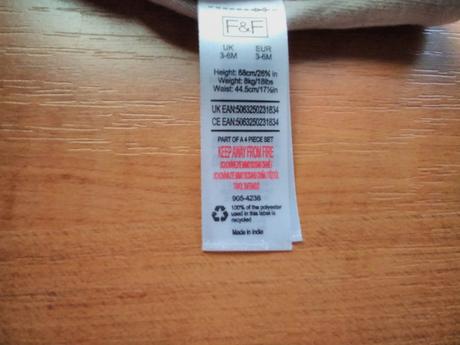 F&F
UK EUR
3-6M 3-6M
Height: 68cm/26¾ in
Weight: 8kg/18lbs
Waist: 44.5cm/17½in
UK EAN:5063250231834
CE EAN:5063250231834
PART OF A 4 PIECE SET
KEEP AWAY FROM FIRE
905-4236
100% of the polyester
used in this label is
recycled
Made in India